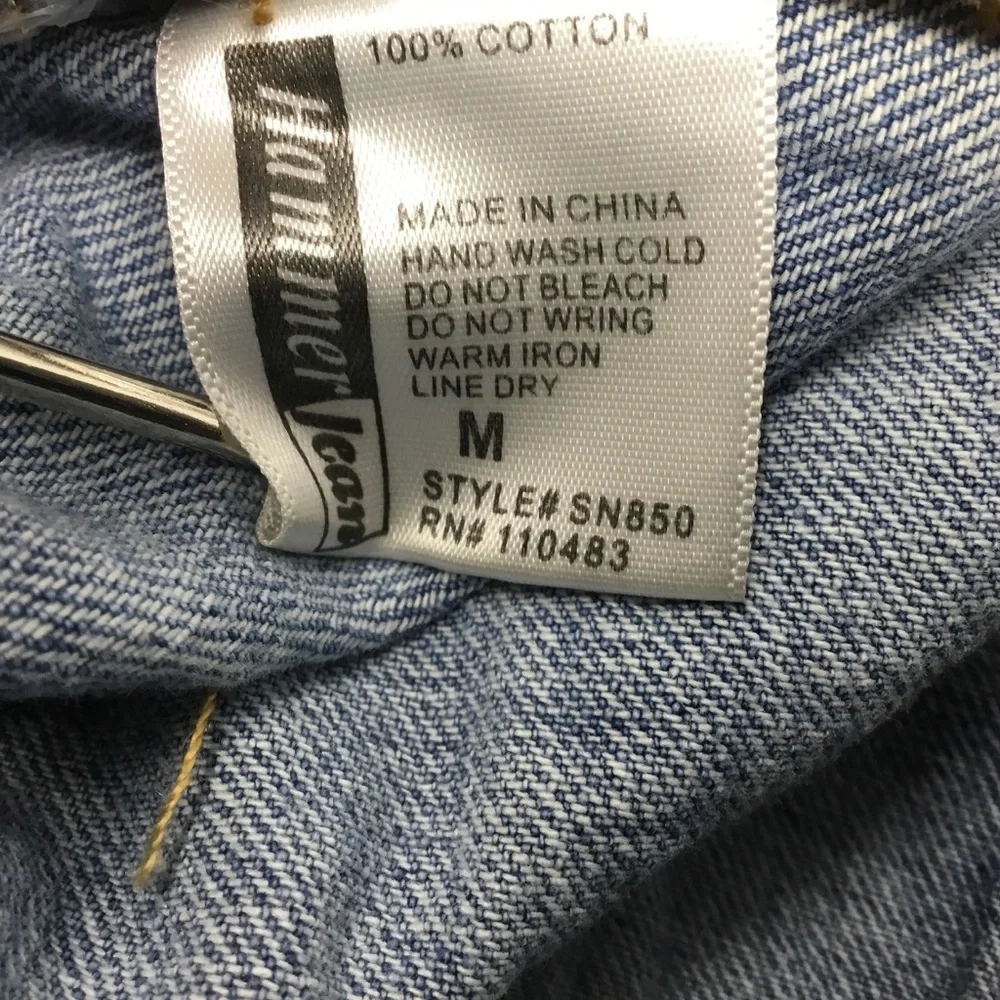 100% COTTON
Hammer Jean
MADE IN CHINA
HAND WASH COLD
DO NOT BLEACH
DO NOT WRING
WARM IRON
LINE DRY
M
STYLE# SN850
RN# 110483